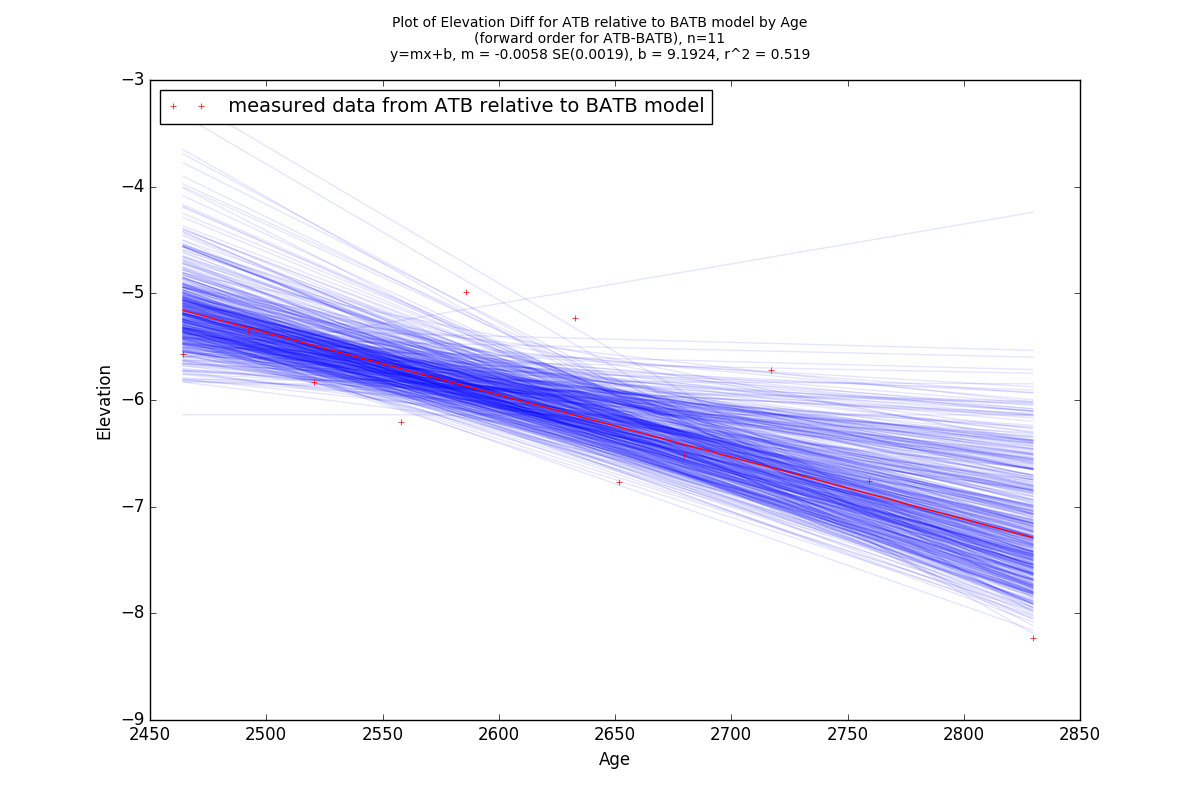 Plot of Elevation Diff for ATB relative to BATB model by Age
(forward order for ATB-BATB), n=11
y=mx+b, m = -0.0058 SE(0.0019), b = 9.1924, r^2 = 0.519
measured data from ATB relative to BATB model
−3
−4
−5
−6
−7
−8
−9
Elevation
2450 2500 2550 2600 2650 2700 2750 2800 2850
Age